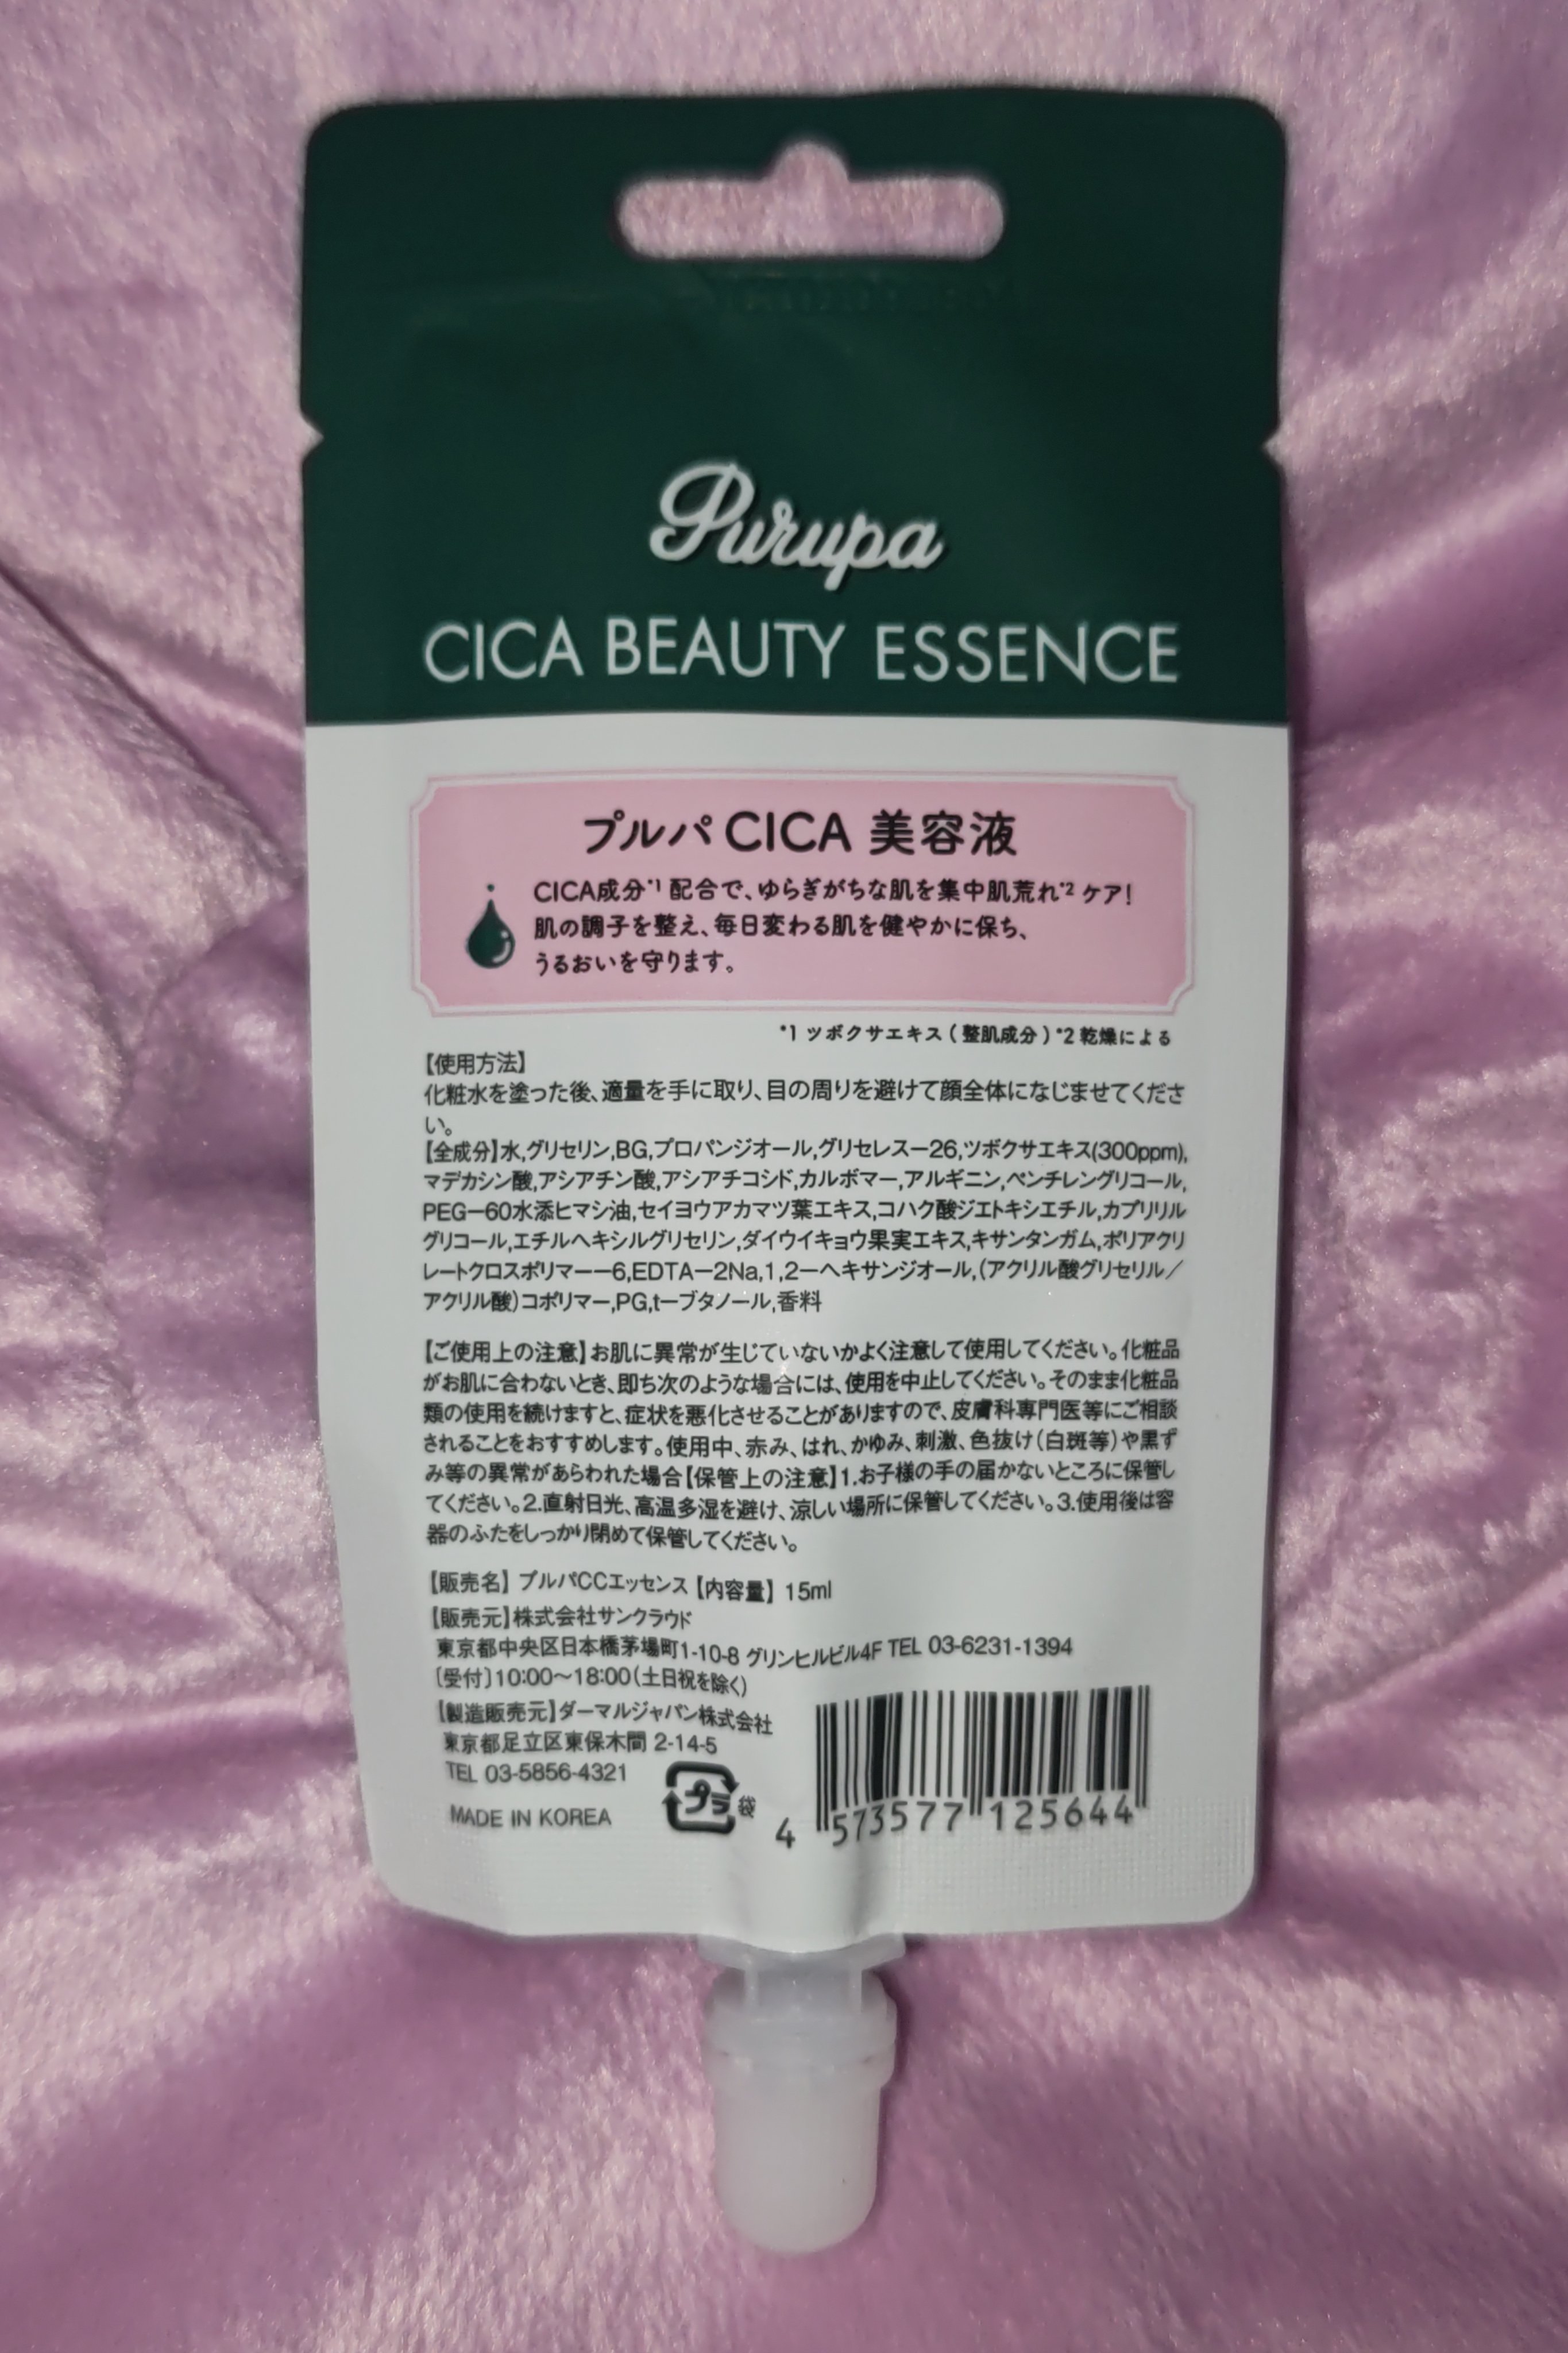 Purupa
CICA BEAUTY ESSENCE
プルパ CICA 美容液
CICA成分*1 配合で、ゆらぎがちな肌を集中肌荒れ*2 ケア!
肌の調子を整え、毎日変わる肌を健やかに保ち、
うるおいを守ります。
*1 ツボクサエキス ( 整肌成分 ) *2 乾燥による
【使用方法】
化粧水を塗った後、適量を手に取り、目の周りを避けて顔全体になじませてくださ
い。
【全成分】水,グリセリン,BG,プロパンジオール,グリセレスー26,ツボクサエキス(300ppm),
マデカシン酸,アシアチン酸,アシアチコシド,カルボマー,アルギニン,ペンチレングリコール,
PEGー60水添ヒマシ油,セイヨウアカマツ葉エキス,コハク酸ジエトキシエチル,カプリリル
グリコール,エチルヘキシルグリセリン,ダイウイキョウ果実エキス,キサンタンガム,ポリアクリ
レートクロスポリマーー6,EDTAー2Na,1,2ーヘキサンジオール,(アクリル酸グリセリル/
アクリル酸)コポリマー,PG,tーブタノール,香料
【ご使用上の注意】お肌に異常が生じていないかよく注意して使用してください。化粧品
がお肌に合わないとき、即ち次のような場合には、使用を中止してください。そのまま化粧品
類の使用を続けますと、症状を悪化させることがありますので、皮膚科専門医等にご相談
されることをおすすめします。使用中、赤み、はれ、かゆみ、刺激、色抜け(白斑等)や黒ず
み等の異常があらわれた場合【保管上の注意】1.お子様の手の届かないところに保管し
てください。2.直射日光、高温多湿を避け、涼しい場所に保管してください。3.使用後は容
器のふたをしっかり閉めて保管してください。
【販売名】 プルパCCエッセンス 【内容量】 15ml
【販売元】株式会社サンクラウド
東京都中央区日本橋茅場町1-10-8 グリンヒルビル4F TEL 03-6231-1394
〔受付〕10:00〜18:00(土日祝を除く)
【製造販売元】ダーマルジャパン株式会社
東京都足立区東保木間 2-14-5
TEL 03-5856-4321
MADE IN KOREA
プラ 袋
4 573577 125644